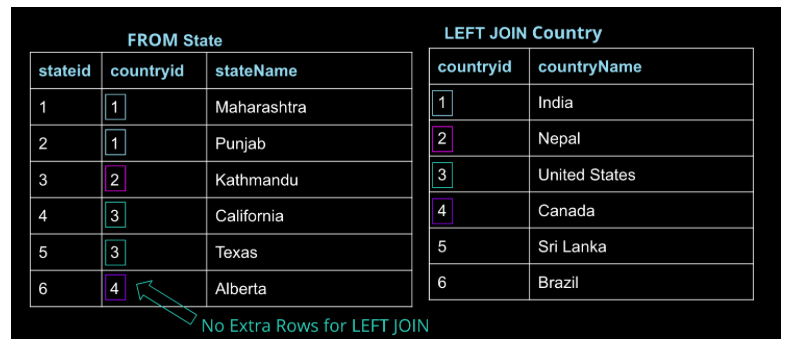 FROM State
stateid countryid stateName
1 1 Maharashtra
2 1 Punjab
3 2 Kathmandu
4 3 California
5 3 Texas
6 4 Alberta
No Extra Rows for LEFT JOIN
LEFT JOIN Country
countryid countryName
1 India
2 Nepal
3 United States
4 Canada
5 Sri Lanka
6 Brazil